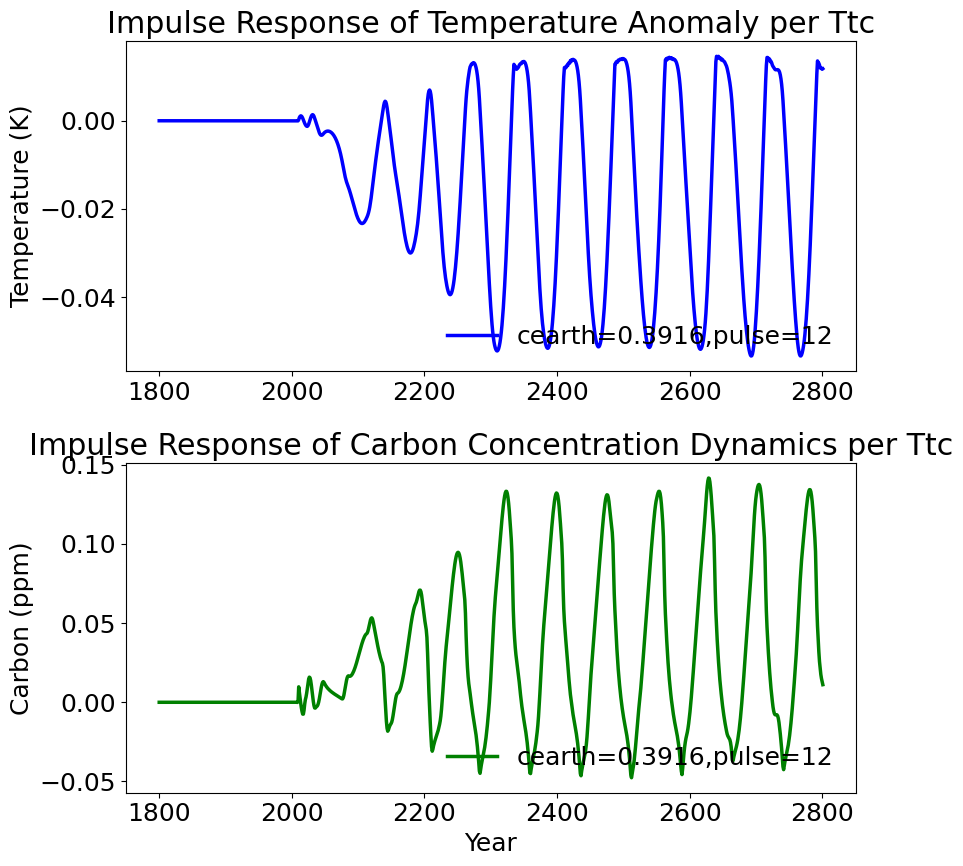 Impulse Response of Temperature Anomaly per Ttc
Temperature (K)
0.00
−0.02
−0.04
cearth=0.3916,pulse=12
1800 2000 2200 2400 2600 2800
Impulse Response of Carbon Concentration Dynamics per Ttc
Carbon (ppm)
0.15
0.10
0.05
0.00
−0.05
cearth=0.3916,pulse=12
1800 2000 2200 2400 2600 2800
Year